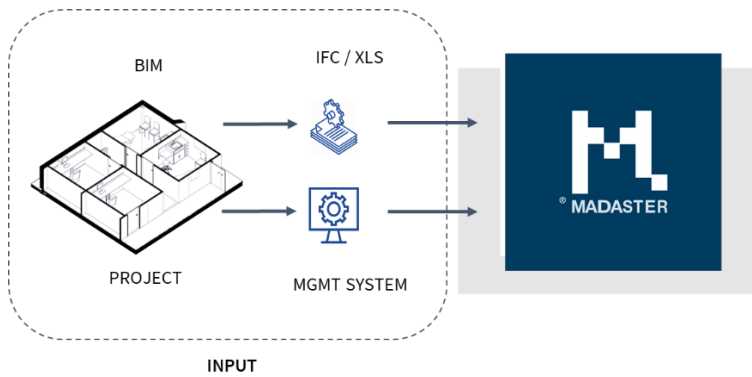 BIM
IFC / XLS
PROJECT
MGMT SYSTEM
INPUT
® MADASTER